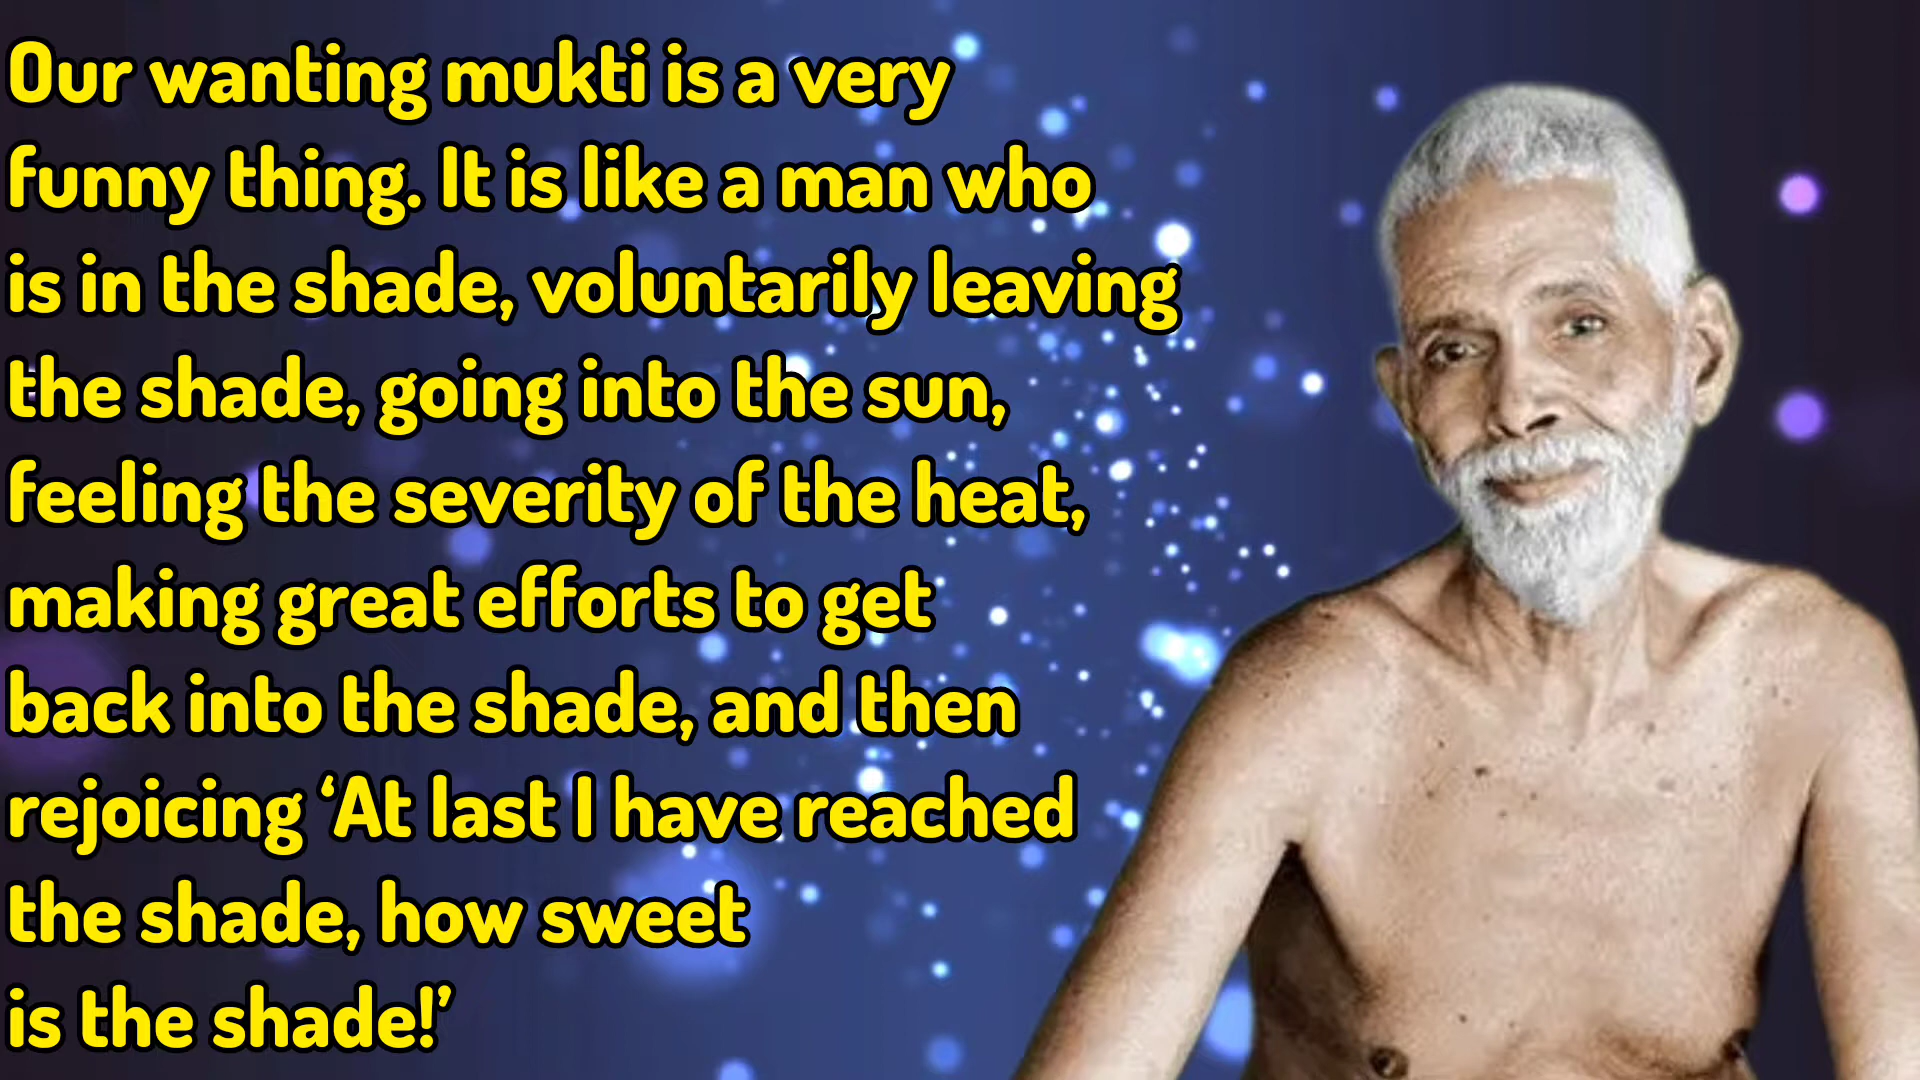 Our wanting mukti is a very
funny thing. It is like a man who
is in the shade, voluntarily leaving
the shade, going into the sun,
feeling the severity of the heat,
making great efforts to get
back into the shade, and then
rejoicing ‘At last I have reached
the shade, how sweet
is the shade!’